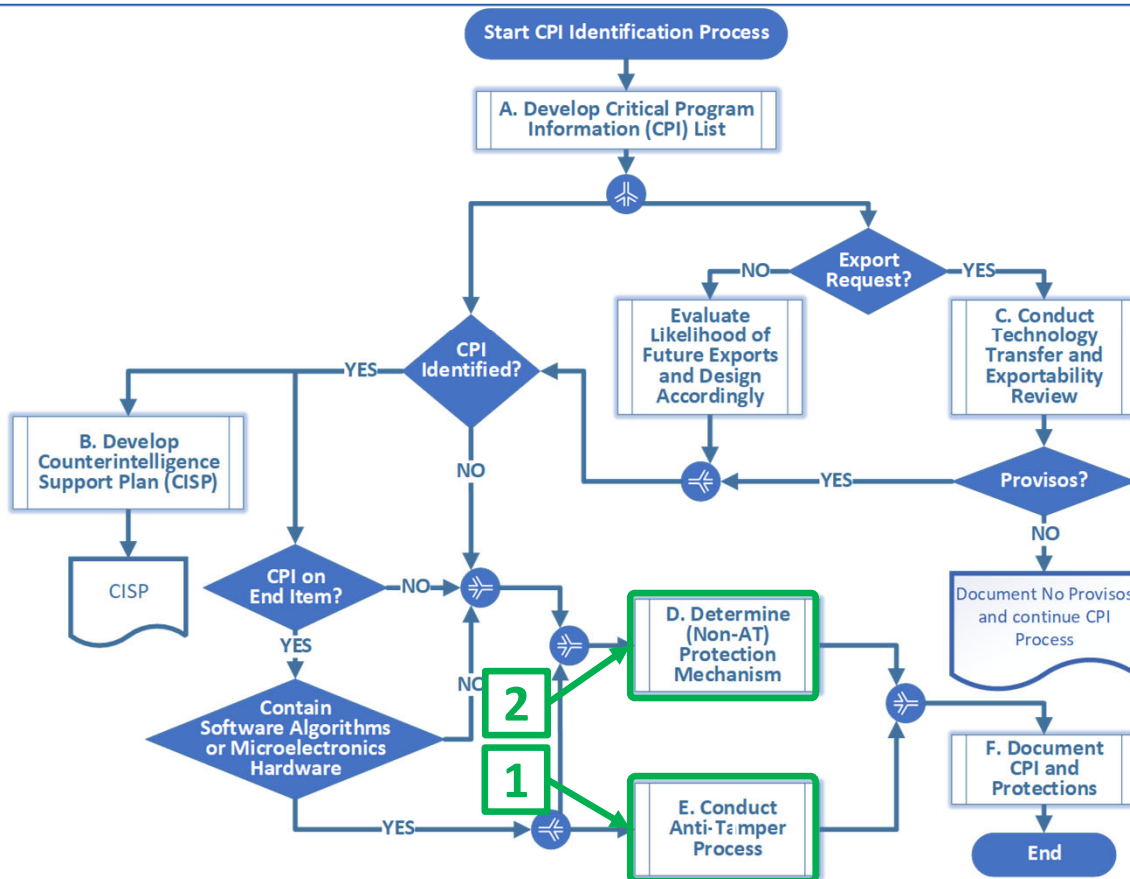 Start CPI Identification Process
A. Develop Critical Program
Information (CPI) List
Export
Request?
NO
YES
Evaluate
Likelihood of
Future Exports
and Design
Accordingly
C. Conduct
Technology
Transfer and
Exportability
Review
CPI
Identified?
YES
NO
B. Develop
Counterintelligence
Support Plan (CISP)
YES
Provisos?
NO
CISP
CPI on
End Item?
NO
YES
Document No Provisos
and continue CPI
Process
D. Determine
(Non-AT)
Protection
Mechanism
Contain
Software Algorithms
or Microelectronics
Hardware
NO
2
1
YES
E. Conduct
Anti-Tamper
Process
F. Document
CPI and
Protections
End